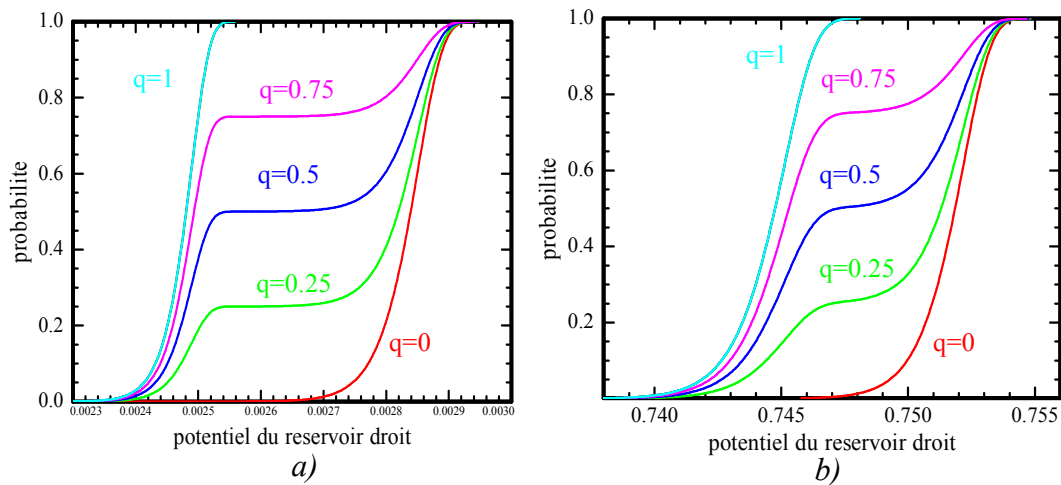 1.0
0.8
0.6
0.4
0.2
0.0
probabilite
q=1
q=0.75
q=0.5
q=0.25
q=0
0.0023 0.0024 0.0025 0.0026 0.0027 0.0028 0.0029 0.0030
potentiel du reservoir droit
a)
1.0
0.8
0.6
0.4
0.2
probabilite
q=1
q=0.75
q=0.5
q=0.25
q=0
0.740 0.745 0.750 0.755
potentiel du reservoir droit
b)